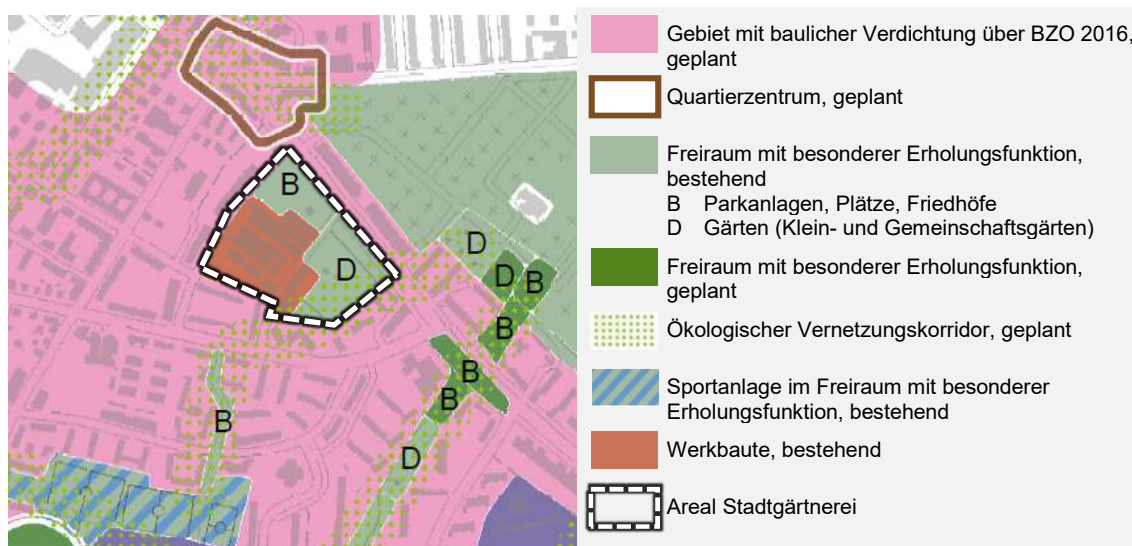 B
D
D
D
B
B
B
B
B
D
Gebiet mit baulicher Verdichtung über BZO 2016,
geplant
Quartierzentrum, geplant
Freiraum mit besonderer Erholungsfunktion,
bestehend
B Parkanlagen, Plätze, Friedhöfe
D Gärten (Klein- und Gemeinschaftsgärten)
Freiraum mit besonderer Erholungsfunktion,
geplant
Ökologischer Vernetzungskorridor, geplant
Sportanlage im Freiraum mit besonderer
Erholungsfunktion, bestehend
Werkbaute, bestehend
Areal Stadtgärtnerei